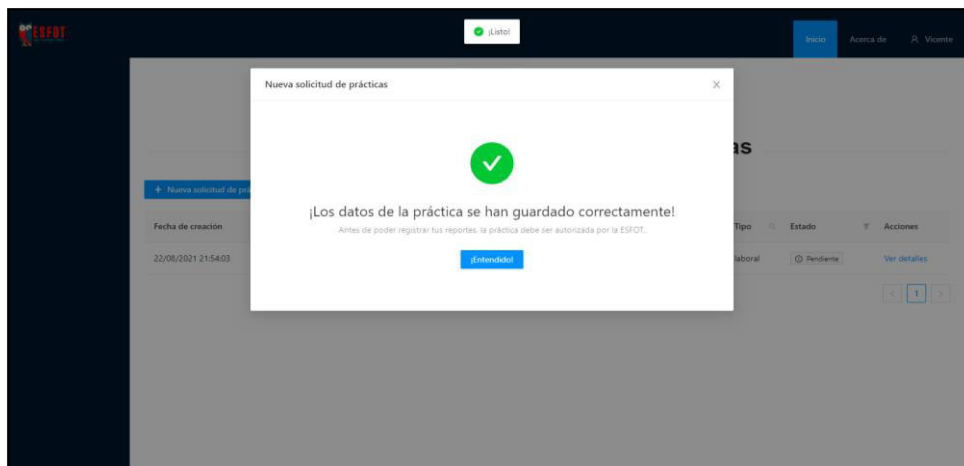 ESFOT
¡Listo!
Inicio
Acerca de
Vicente
Nueva solicitud de prácticas
as
+ Nueva solicitud de prá
¡Los datos de la práctica se han guardado correctamente!
Antes de poder registrar tus reportes, la práctica debe ser autorizada por la ESFOT.
¡Entendido!
Fecha de creación
Tipo
Estado
Acciones
22/08/2021 21:54:03
laboral
Pendiente
Ver detalles
< 1 >